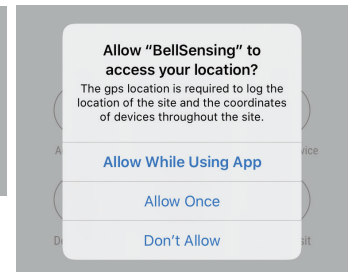 Allow “BellSensing” to
access your location?
The gps location is required to log the
location of the site and the coordinates
of devices throughout the site.
Allow While Using App
Allow Once
Don’t Allow